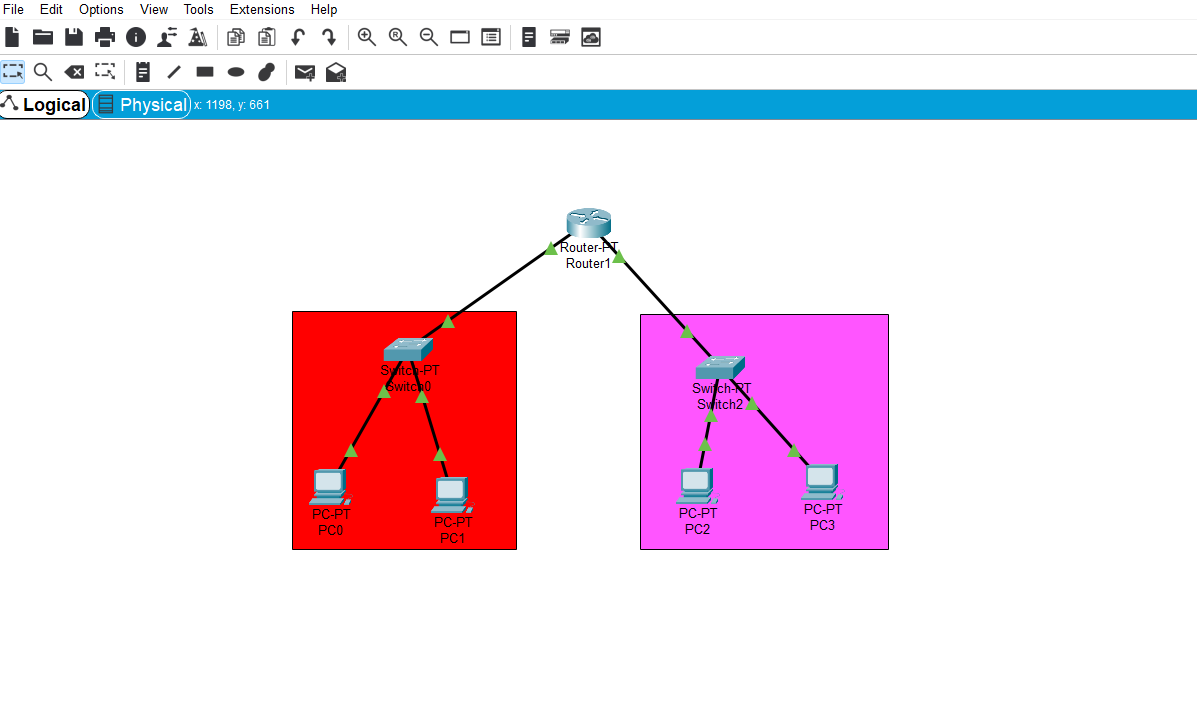 File Edit Options View Tools Extensions Help
Logical Physical x: 1198, y: 661
Router-PT
Router1
Switch-PT
Switch0
Switch-PT
Switch2
PC-PT
PC0
PC-PT
PC1
PC-PT
PC2
PC-PT
PC3